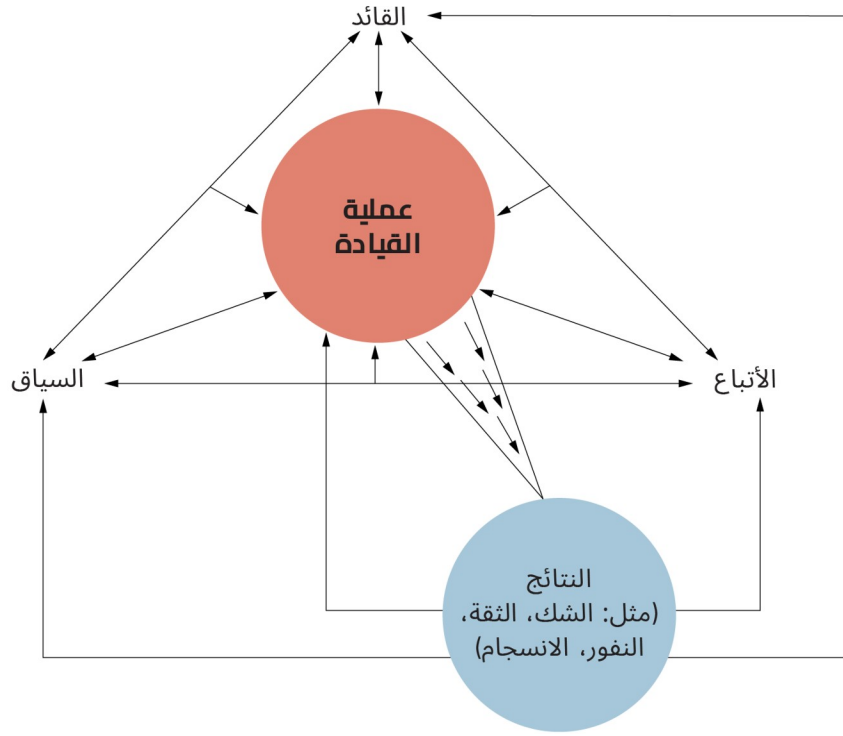 القائد
عملية
القيادة
السياق
الأتباع
النتائج
(مثل: الشك، الثقة،
النفور، الانسجام)